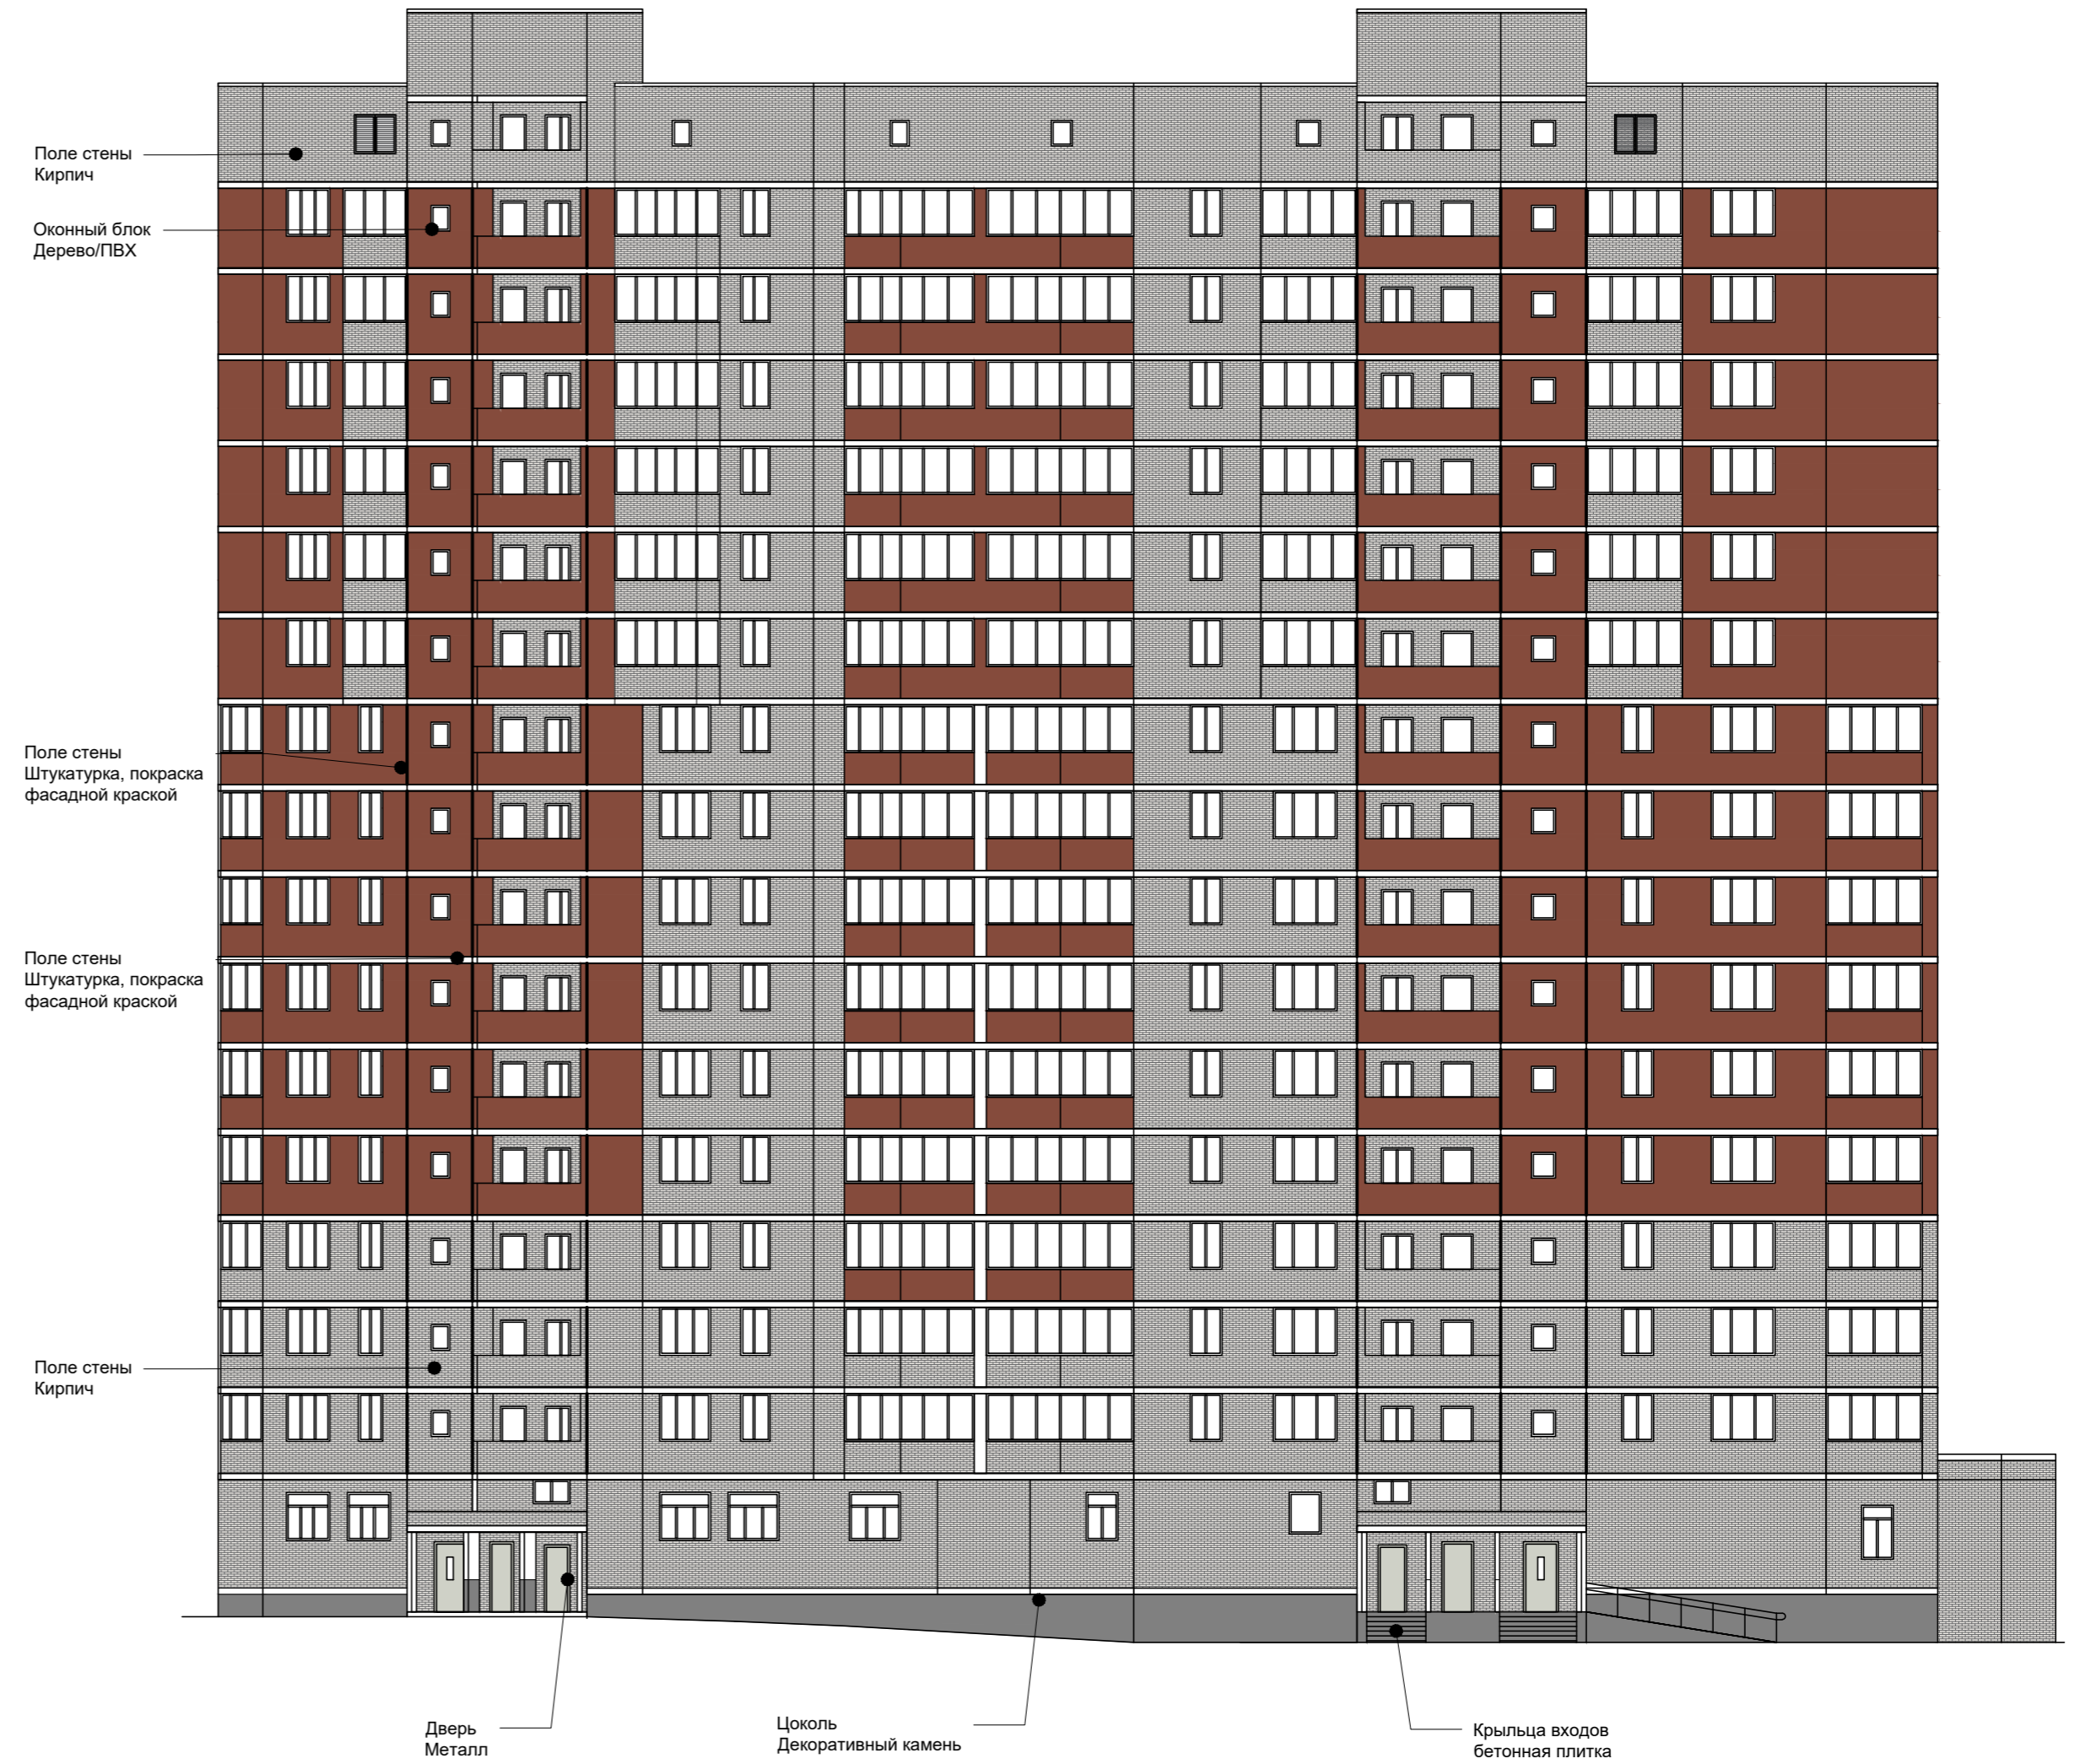 Поле стены
Кирпич
Оконный блок
Дерево/ПВХ
Поле стены
Штукатурка, покраска
фасадной краской
Поле стены
Штукатурка, покраска
фасадной краской
Поле стены
Кирпич
Дверь
Металл
Цоколь
Декоративный камень
Крыльца входов
бетонная плитка